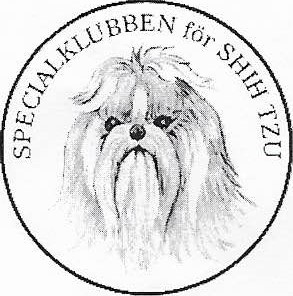 SPECIALKLUBBEN för SHIH TZU